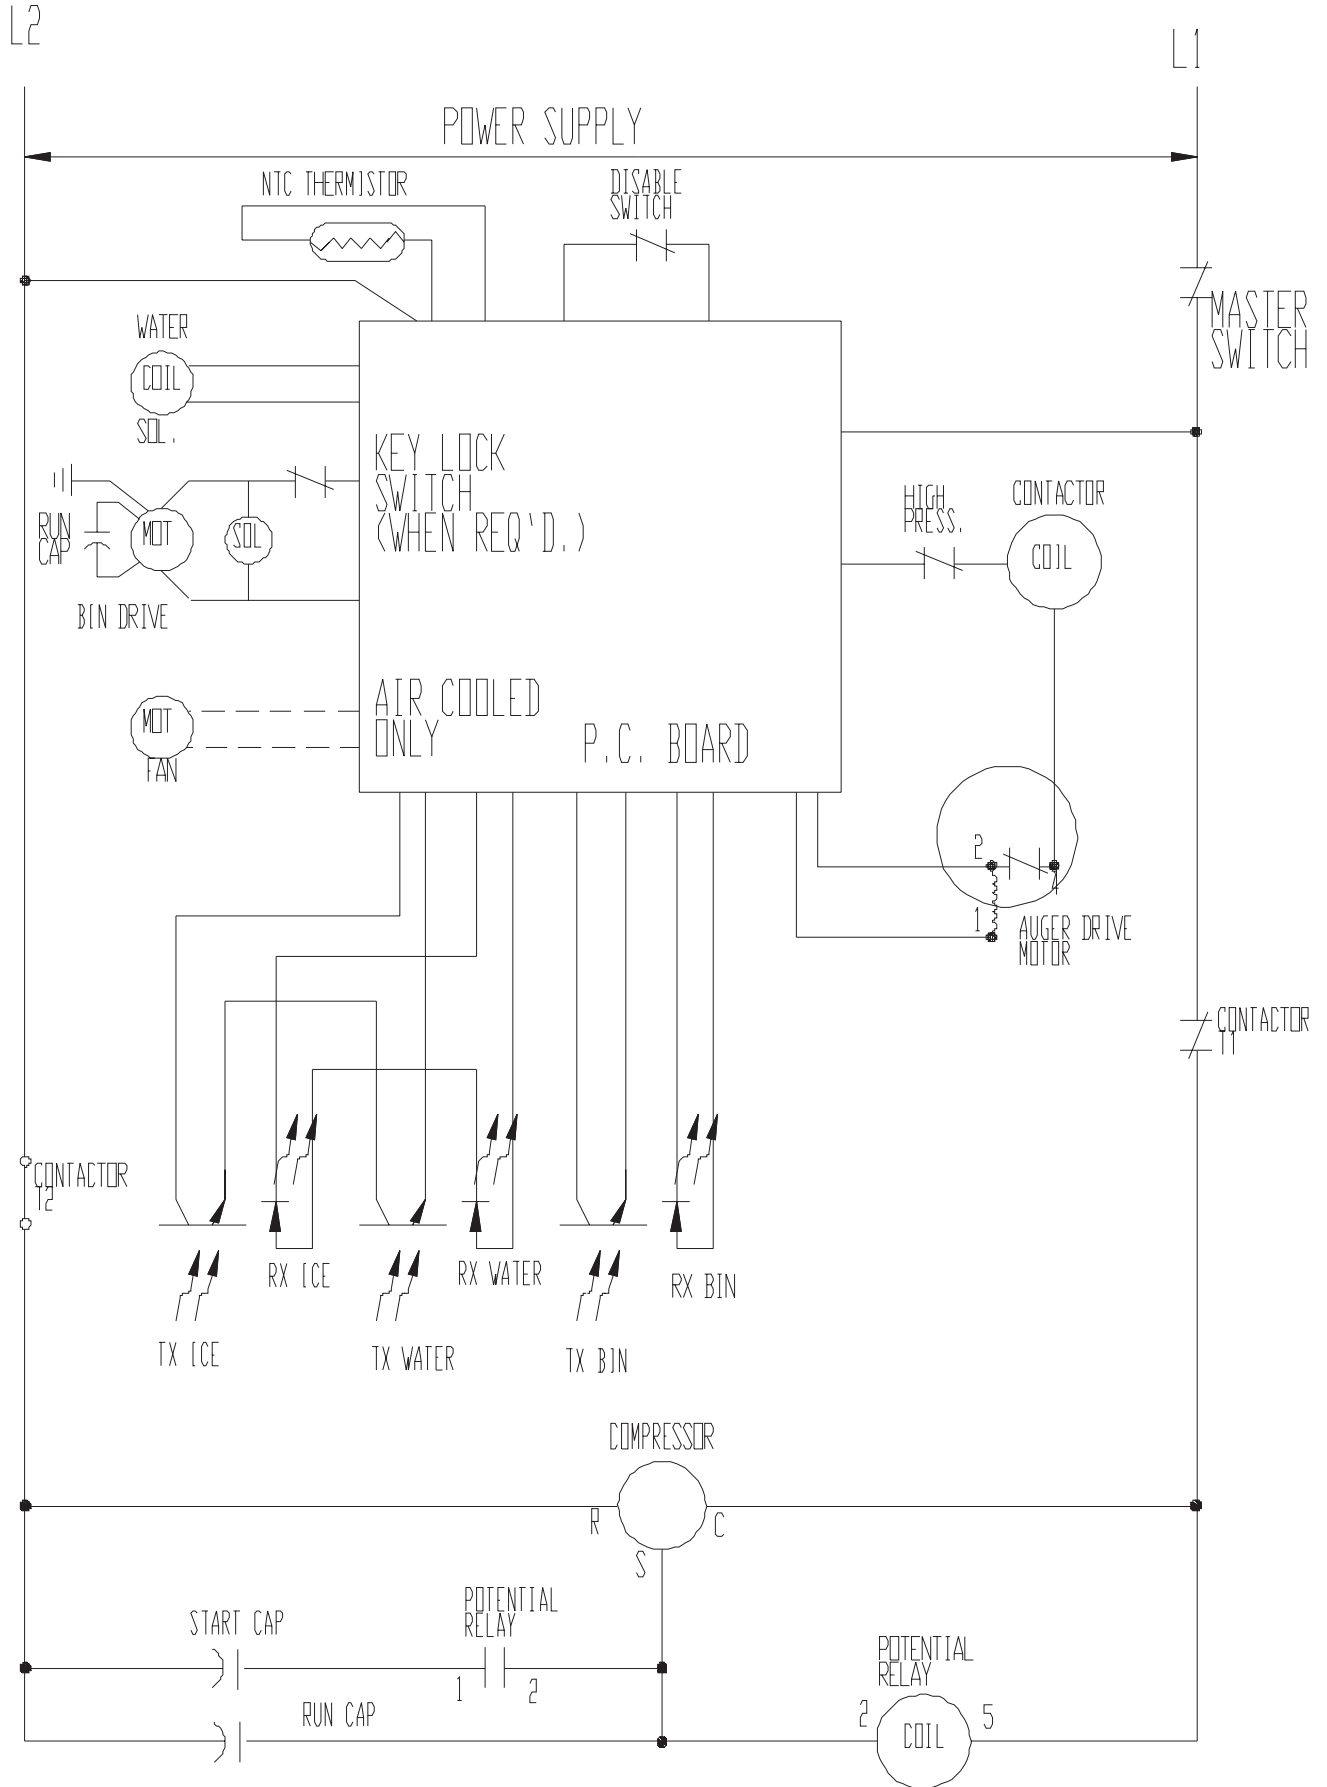 L2
L1
POWER SUPPLY
NTC THERMISTOR
DISABLE
SWITCH
MASTER
SWITCH
WATER
COIL
SOL.
KEY LOCK
SWITCH
(WHEN REQ'D.)
HIGH
PRESS.
CONTACTOR
COIL
RUN
CAP
MOT
SOL
BIN DRIVE
AIR COOLED
ONLY
MOT
FAN
P.C. BOARD
2
4
1
AUGER DRIVE
MOTOR
CONTACTOR
T1
CONTACTOR
T2
RX ICE
RX WATER
RX BIN
TX ICE
TX WATER
TX BIN
COMPRESSOR
R
C
S
START CAP
POTENTIAL
RELAY
1
2
POTENTIAL
RELAY
RUN CAP
2
COIL
5